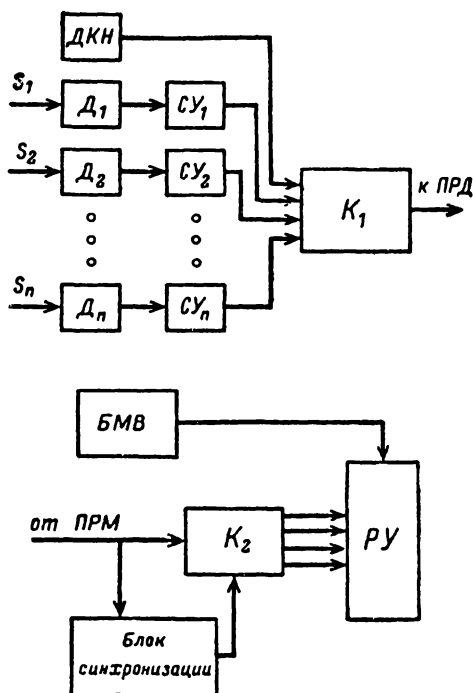 ДКН
S1 Д1 СУ1
S2 Д2 СУ2
К1
к ПРД
Sn Дn СУn
БМВ
от ПРМ
К2
РУ
Блок
синхронизации